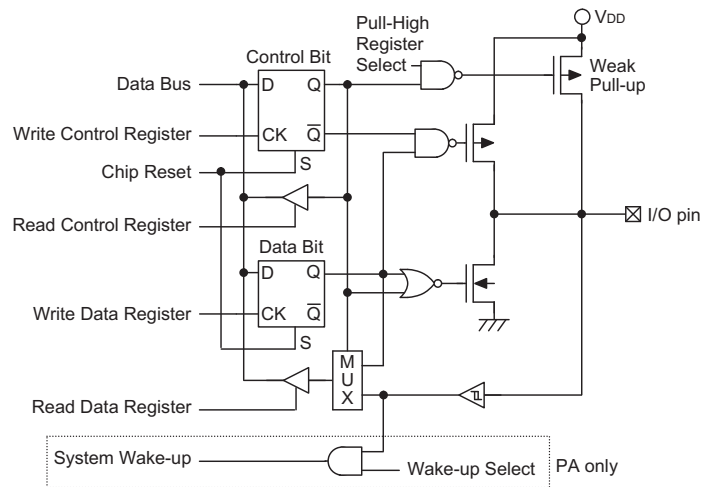 VDD
Pull-High
Register
Select
Control Bit
Weak
Pull-up
Data Bus
D
Q
Write Control Register
CK
Q
Chip Reset
S
I/O pin
Read Control Register
Data Bit
D
Q
Write Data Register
CK
Q
S
M
U
X
Read Data Register
System Wake-up
Wake-up Select
PA only